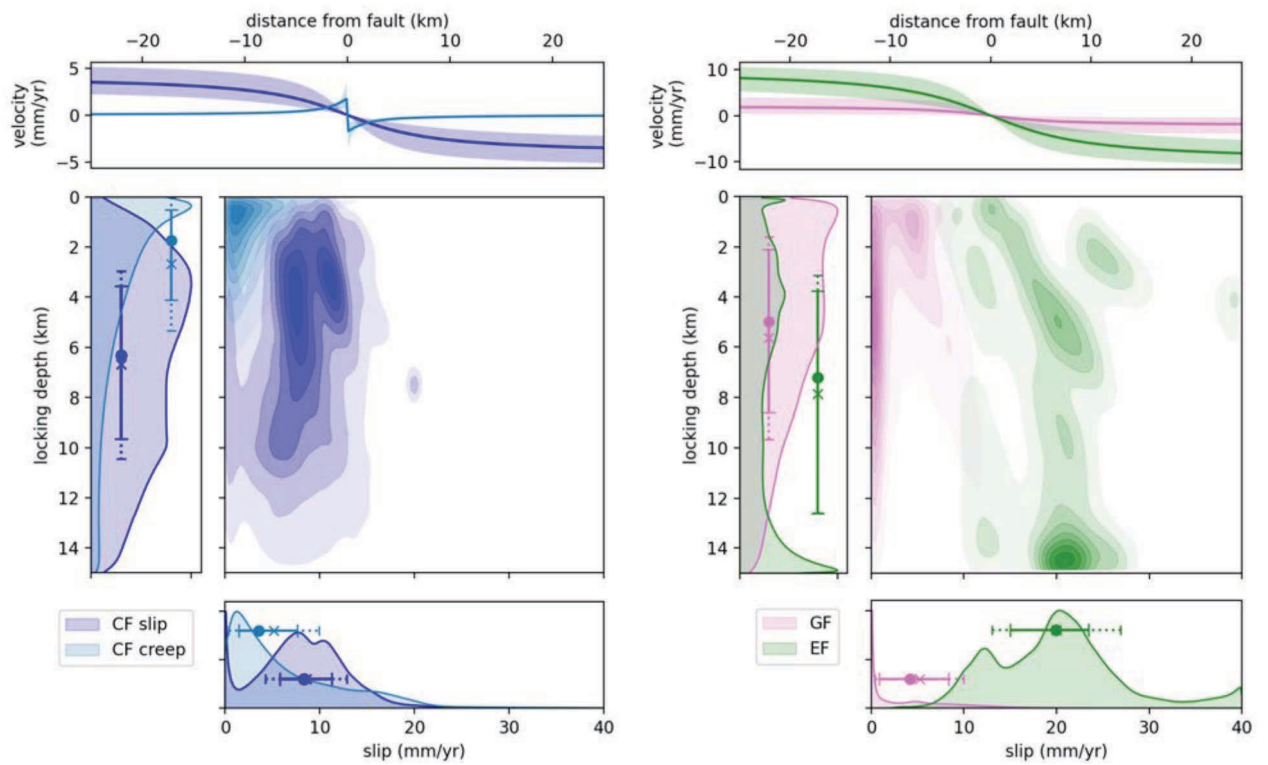 distance from fault (km)
−20 −10 0 10 20
velocity
(mm/yr)
5
0
−5
locking depth (km)
0
2
4
6
8
10
12
14
CF slip
CF creep
0 10 20 30 40
slip (mm/yr)
distance from fault (km)
−20 −10 0 10 20
velocity
(mm/yr)
10
0
−10
locking depth (km)
0
2
4
6
8
10
12
14
GF
EF
0 10 20 30 40
slip (mm/yr)